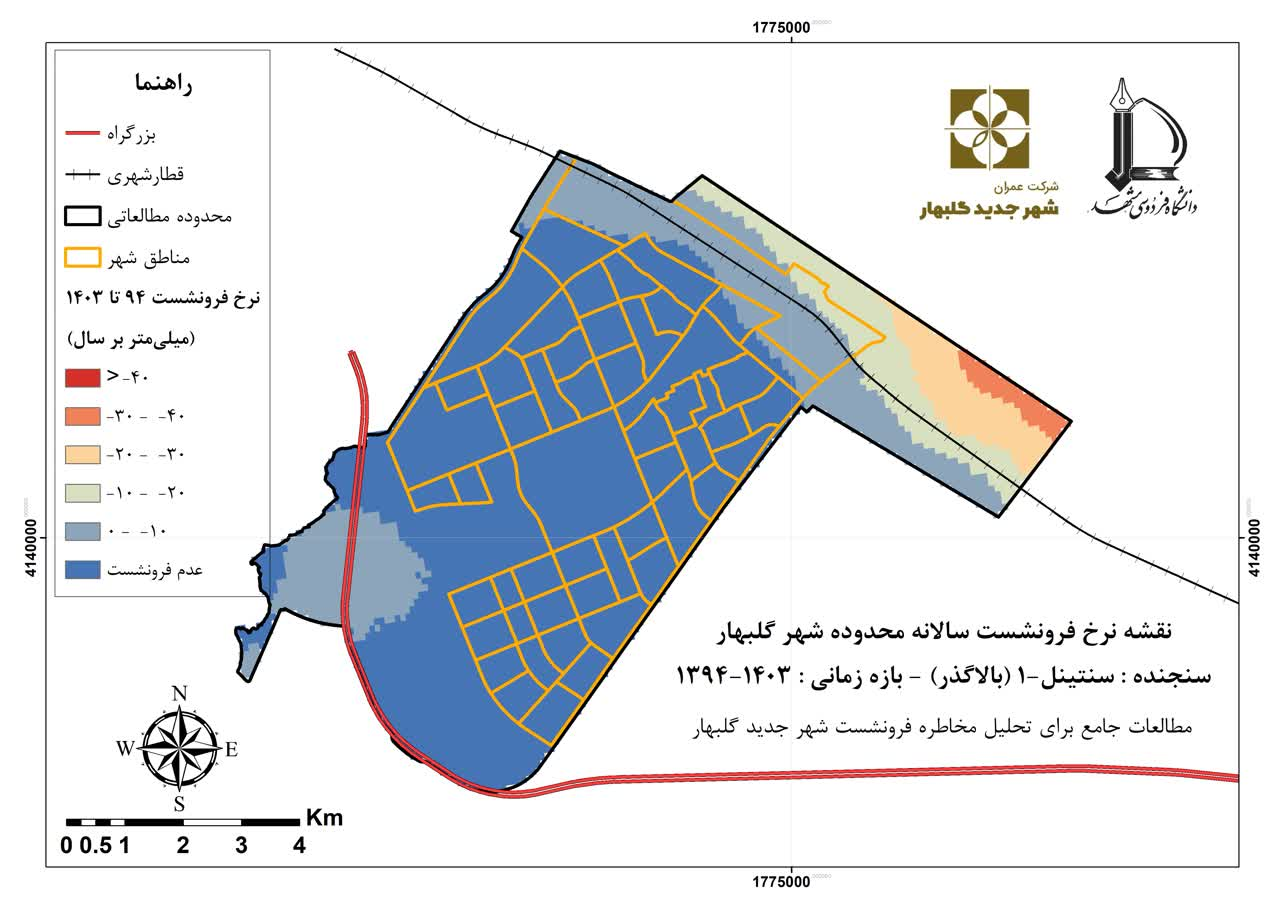 1775000
راهنما
بزرگراه
قطارشهری
محدوده مطالعاتی
مناطق شهر
نرخ فرونشست ۹۴ تا ۱۴۰۳
(میلی‌متر بر سال)
> -۴۰
-۳۰ - -۴۰
-۲۰ - -۳۰
-۱۰ - -۲۰
۰ - -۱۰
عدم فرونشست
شرکت عمران
شهر جدید گلبهار
دانشگاه فردوسی مشهد
4140000
4140000
نقشه نرخ فرونشست سالانه محدوده شهر گلبهار
سنجنده : سنتینل-۱ (بالاگذر) - بازه زمانی : ۱۴۰۳-۱۳۹۴
مطالعات جامع برای تحلیل مخاطره فرونشست شهر جدید گلبهار
N
W E
S
Km
0 0.5 1 2 3 4
1775000